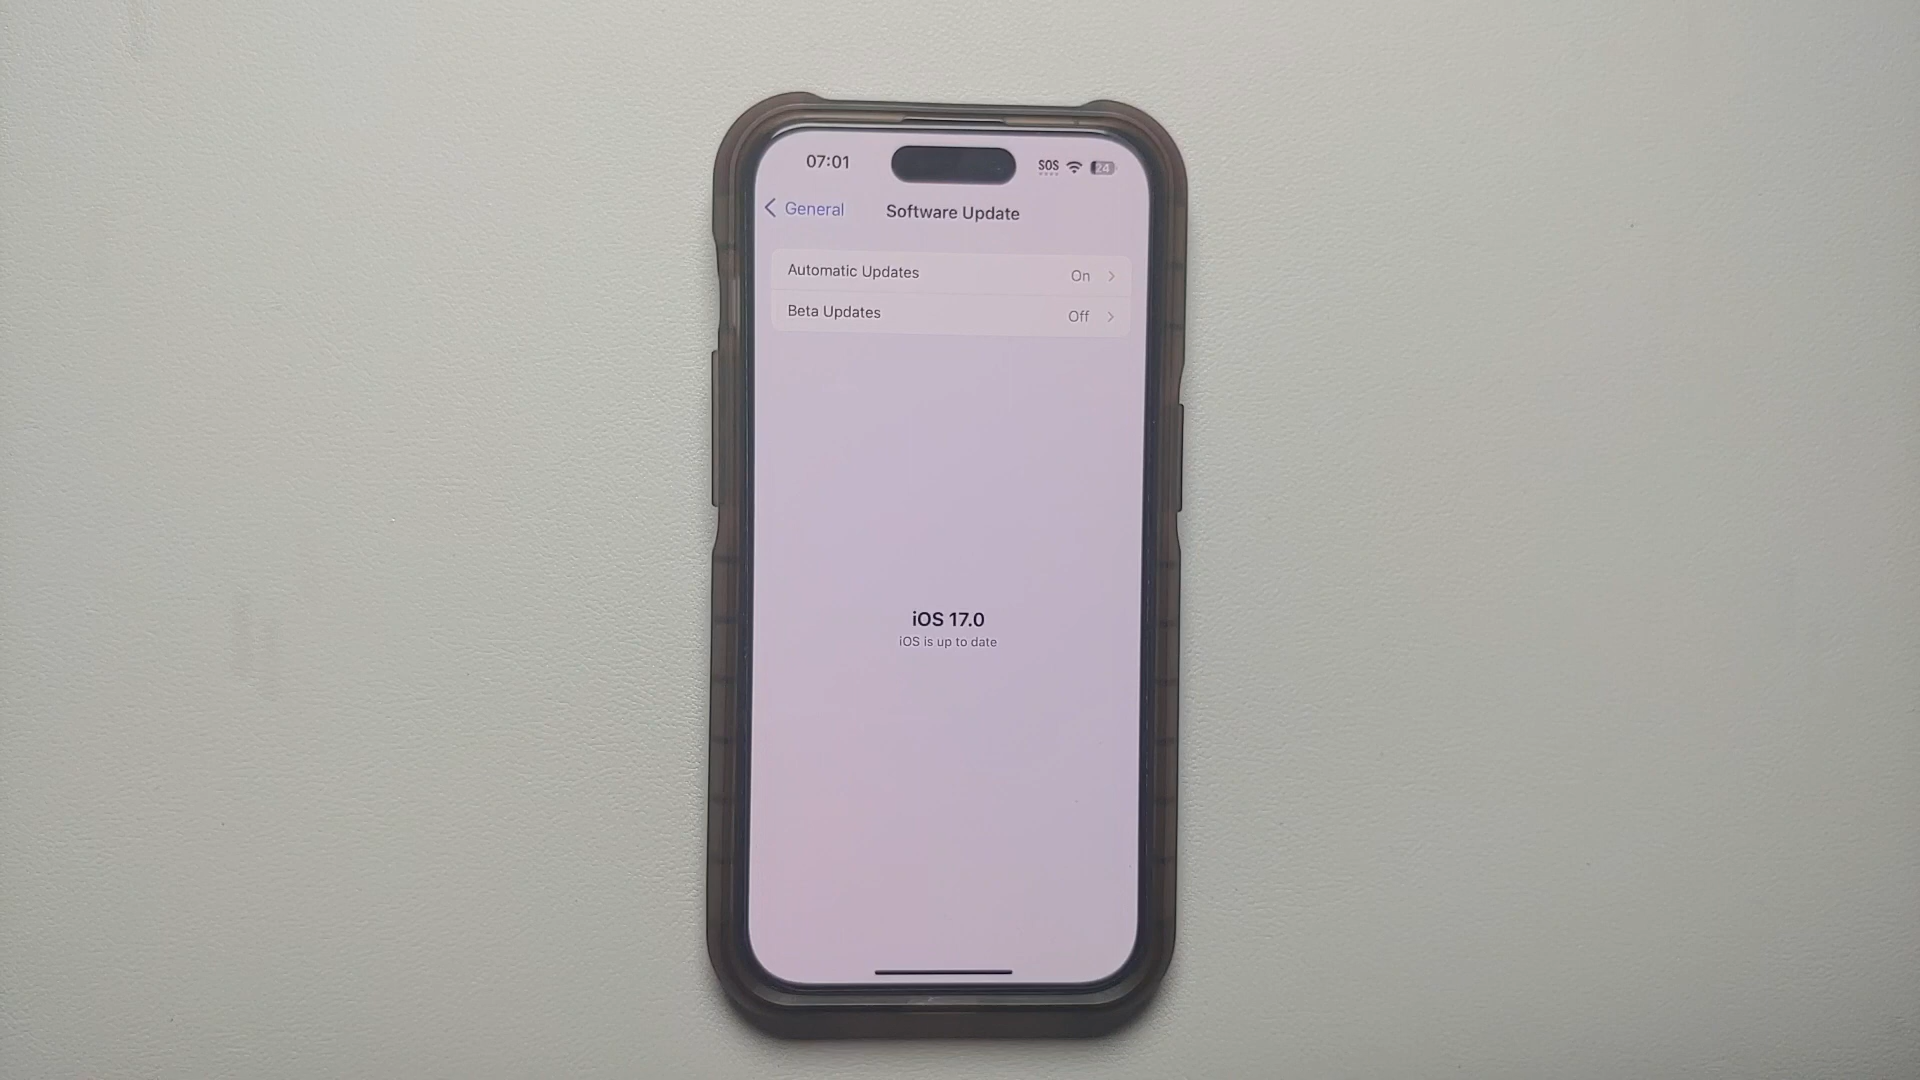 07:01 SOS 24
General Software Update
Automatic Updates On
Beta Updates Off
iOS 17.0
iOS is up to date